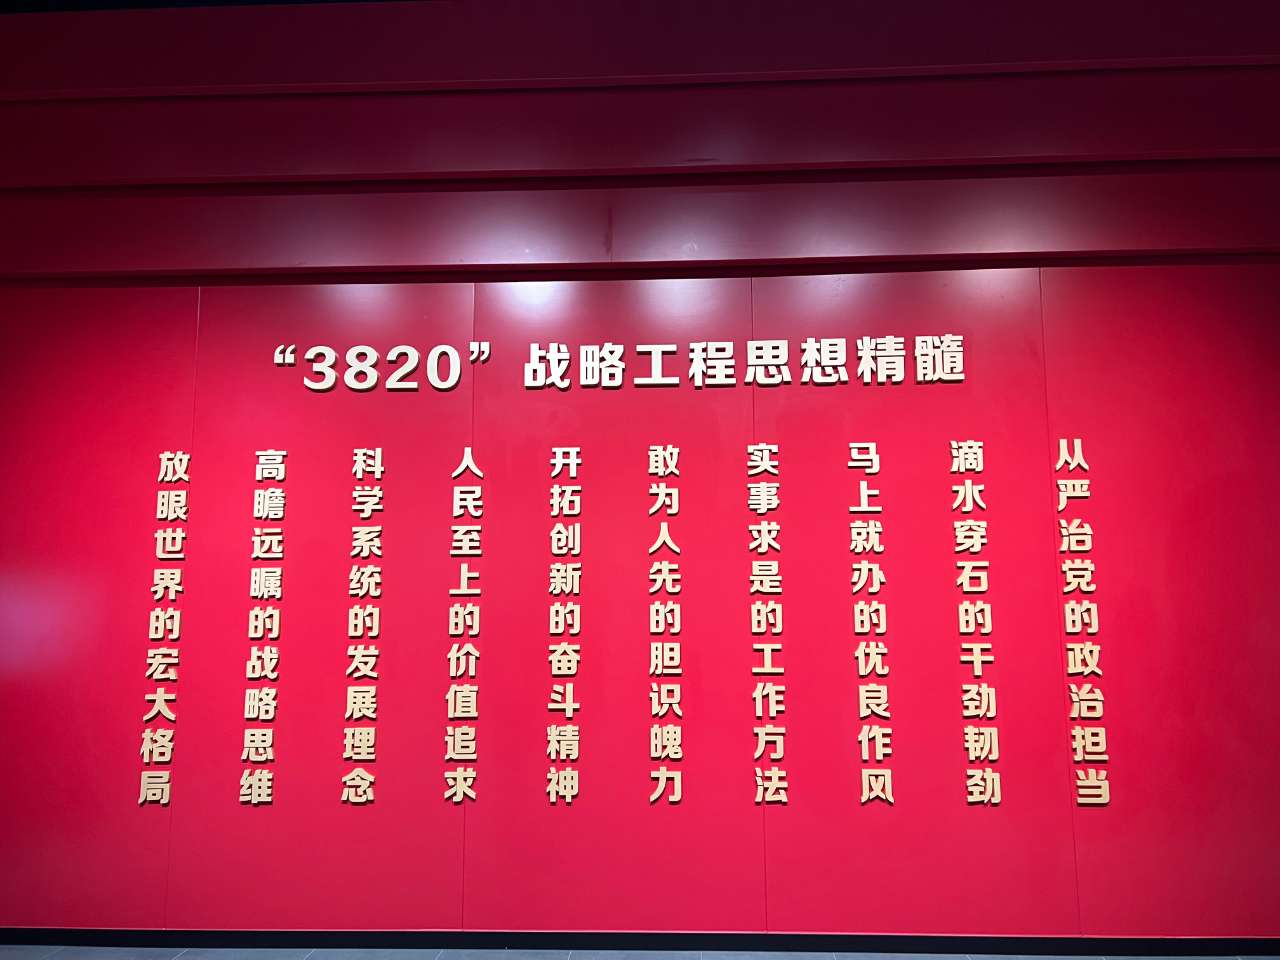 “3820”战略工程思想精髓
放眼世界的宏大格局
高瞻远瞩的战略思维
科学系统的发展理念
人民至上的价值追求
开拓创新的奋斗精神
敢为人先的胆识魄力
实事求是的工作方法
马上就办的优良作风
滴水穿石的干劲韧劲
从严治党的政治担当